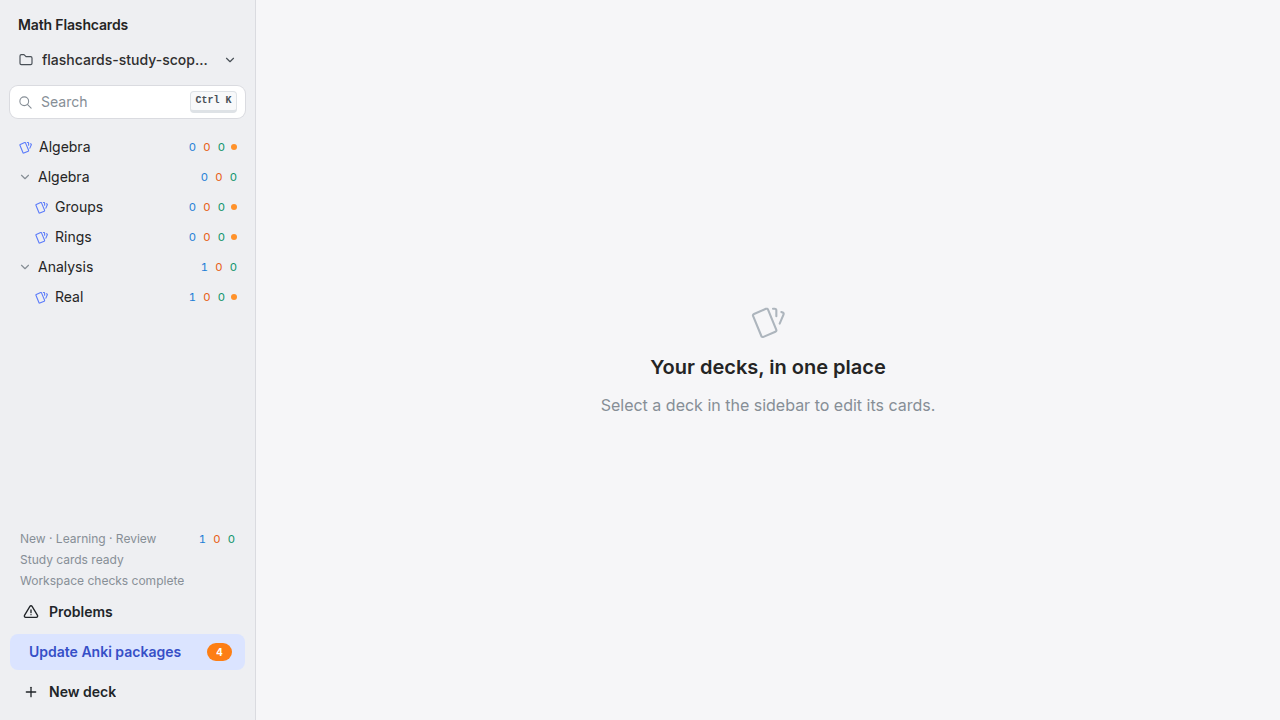 Math Flashcards
flashcards-study-scop...
Search Ctrl K
Algebra 0 0 0
Algebra 0 0 0
Groups 0 0 0
Rings 0 0 0
Analysis 1 0 0
Real 1 0 0
Your decks, in one place
Select a deck in the sidebar to edit its cards.
New · Learning · Review 1 0 0
Study cards ready
Workspace checks complete
Problems
Update Anki packages 4
New deck